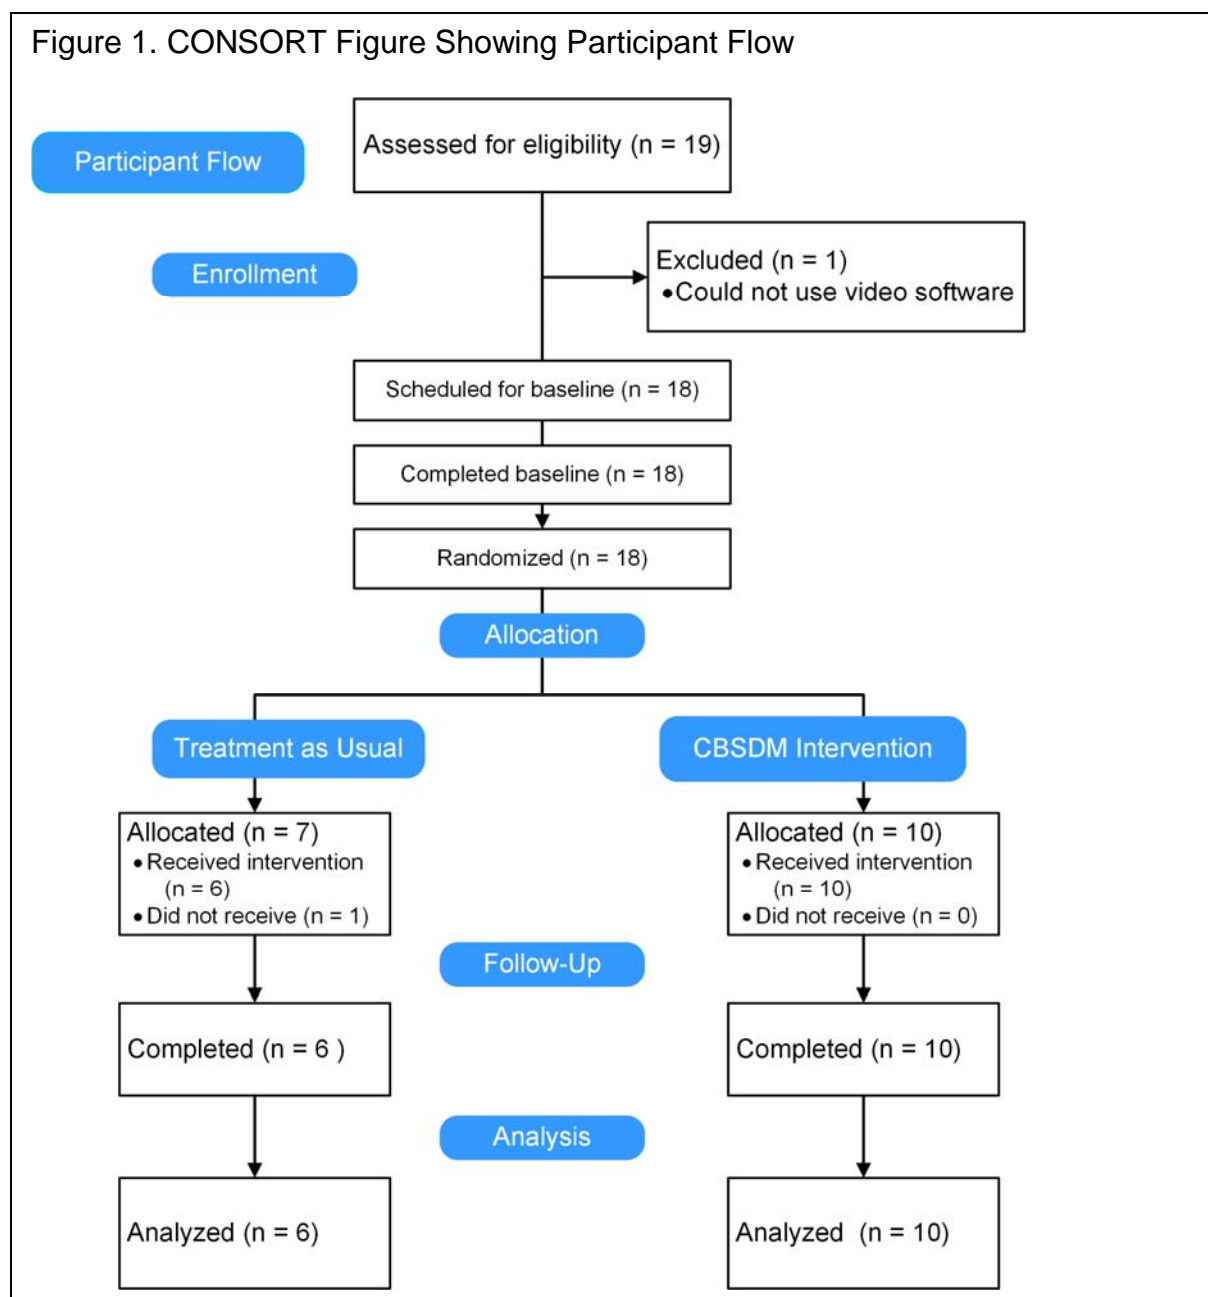 Figure 1. CONSORT Figure Showing Participant Flow
Assessed for eligibility (n = 19)
Participant Flow
Enrollment
Excluded (n = 1)
•Could not use video software
Scheduled for baseline (n = 18)
Completed baseline (n = 18)
Randomized (n = 18)
Allocation
Treatment as Usual
CBSDM Intervention
Allocated (n = 7)
•Received intervention
(n = 6)
•Did not receive (n = 1)
Allocated (n = 10)
•Received intervention
(n = 10)
•Did not receive (n = 0)
Follow-Up
Completed (n = 6 )
Completed (n = 10)
Analysis
Analyzed (n = 6)
Analyzed (n = 10)